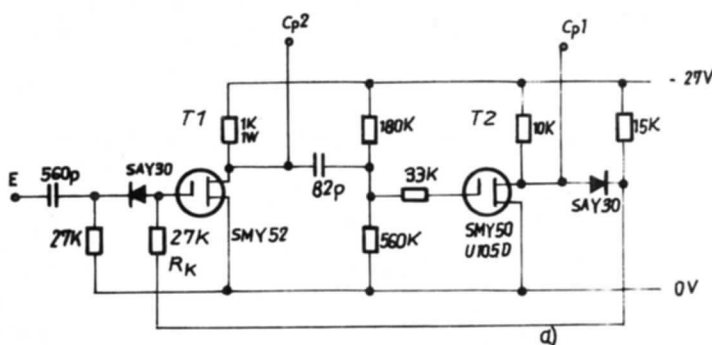 Cp2
Cp1
- 27V
T1
1K
1W
180K
T2
10K
15K
560p
E
SAY30
82p
33K
SAY30
27K
27K
RK
SMY52
560K
SMY50
U105D
0V
a)